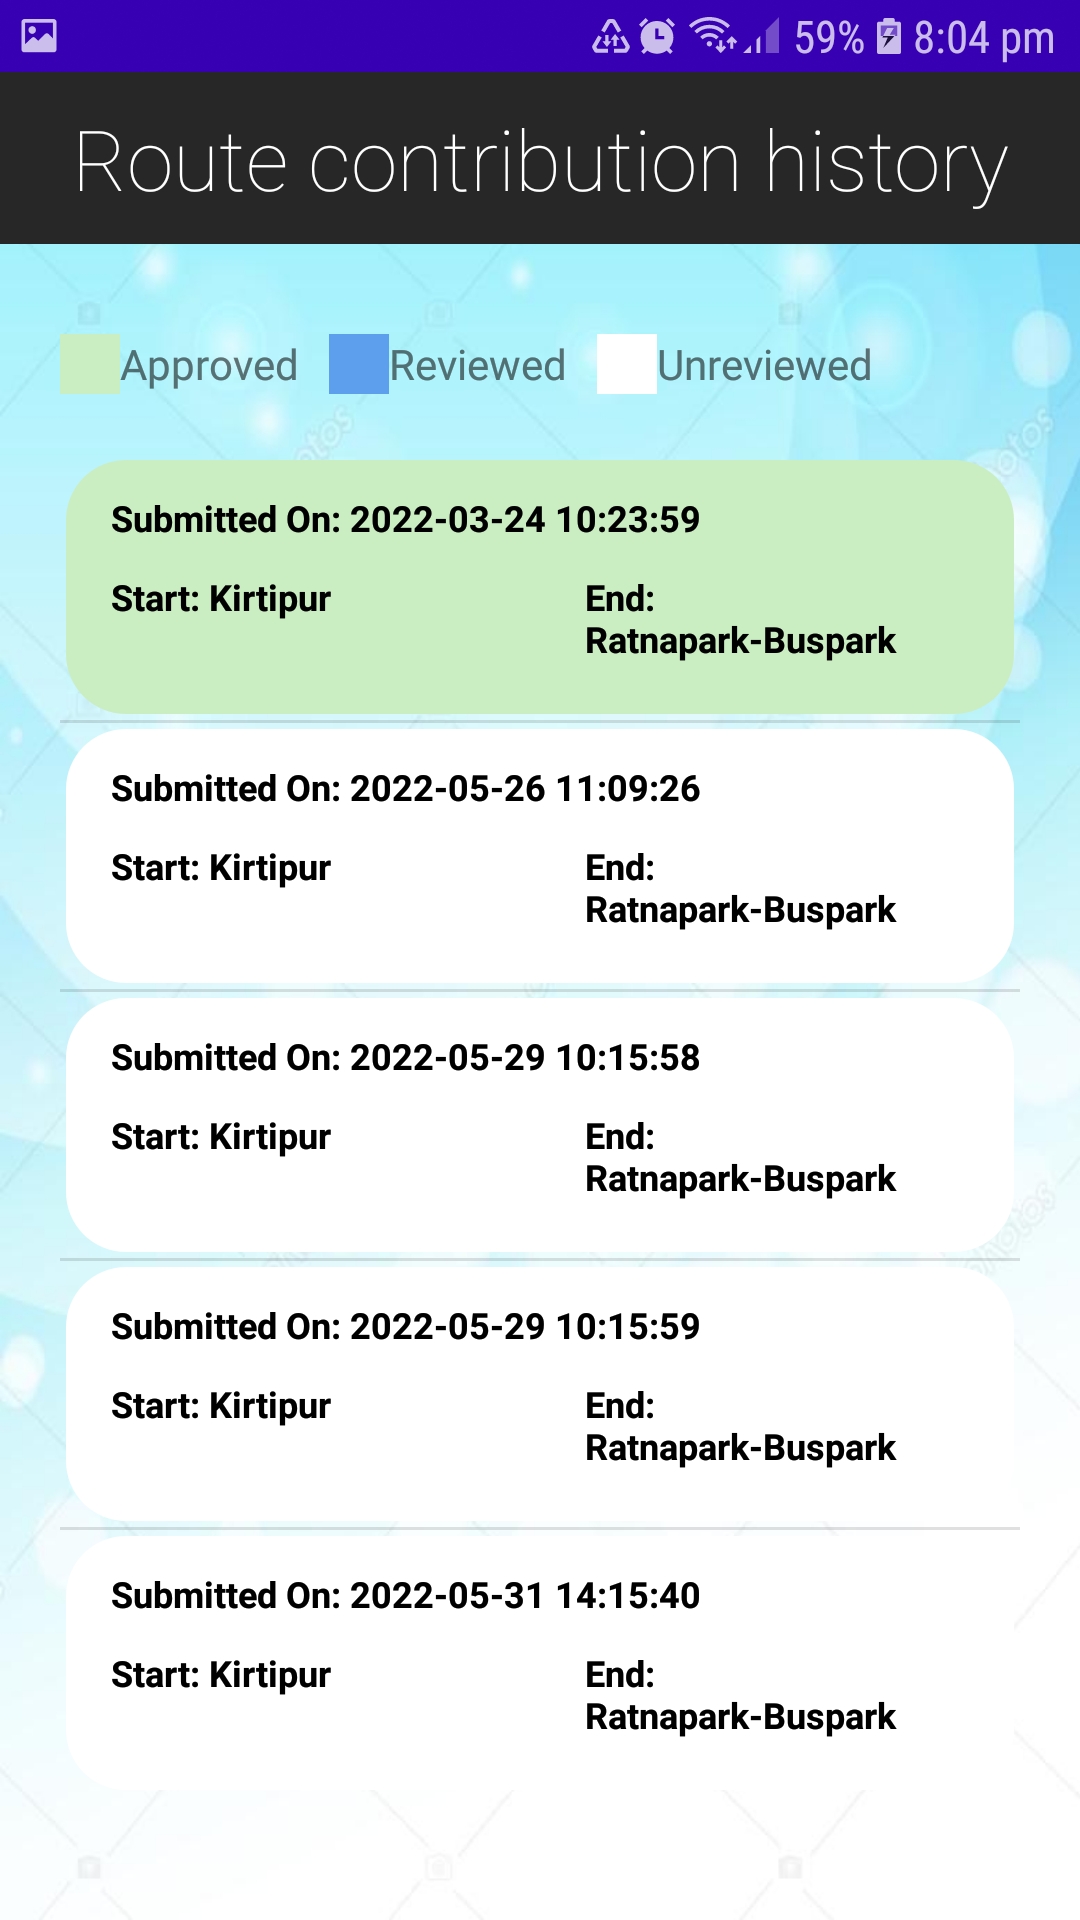 59% 8:04 pm
Route contribution history
Approved Reviewed Unreviewed
Submitted On: 2022-03-24 10:23:59
Start: Kirtipur End:
Ratnapark-Buspark
Submitted On: 2022-05-26 11:09:26
Start: Kirtipur End:
Ratnapark-Buspark
Submitted On: 2022-05-29 10:15:58
Start: Kirtipur End:
Ratnapark-Buspark
Submitted On: 2022-05-29 10:15:59
Start: Kirtipur End:
Ratnapark-Buspark
Submitted On: 2022-05-31 14:15:40
Start: Kirtipur End:
Ratnapark-Buspark